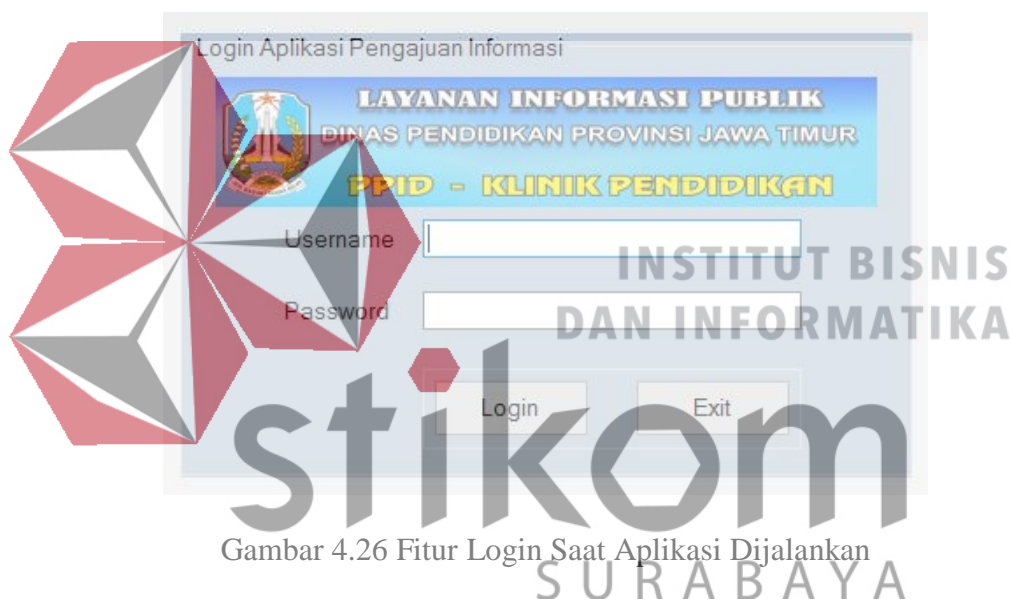 Login Aplikasi Pengajuan Informasi
LAYANAN INFORMASI PUBLIK
DINAS PENDIDIKAN PROVINSI JAWA TIMUR
PPID - KLINIK PENDIDIKAN
Username
INSTITUT BISNIS
Password
DAN INFORMATIKA
Login Exit
stikom
Gambar 4.26 Fitur Login Saat Aplikasi Dijalankan
SURABAYA